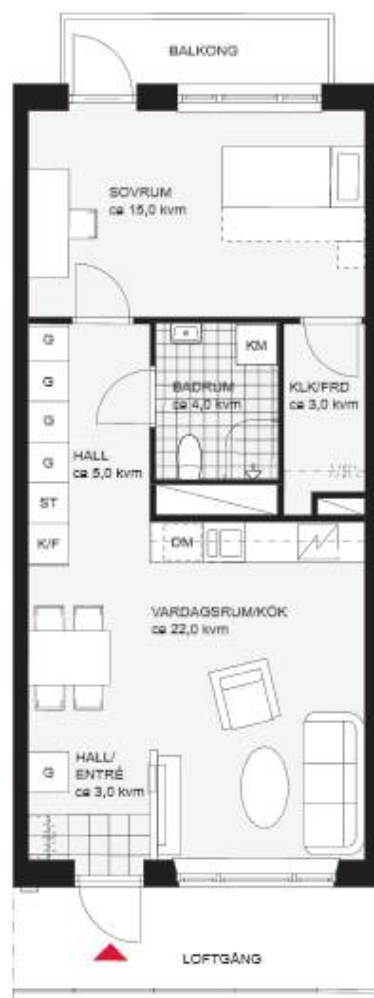 BALKONG
SOVRUM
ca 15,0 kvm
G
G
G
G
ST
K/F
HALL
ca 5,0 kvm
KM
BADRUM
ca 4,0 kvm
KLK/FRD
ca 3,0 kvm
DM
VARDAGSRUM/KÖK
ca 22,0 kvm
G
HALL/
ENTRÉ
ca 3,0 kvm
LOFTGÅNG